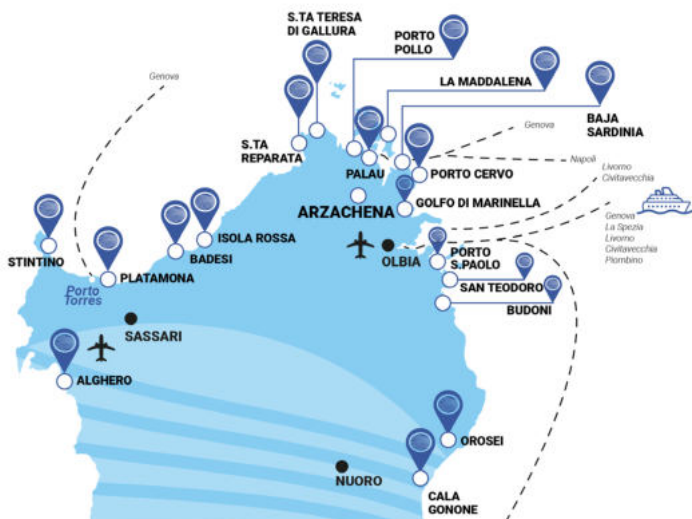 S.TA TERESA
DI GALLURA
PORTO
POLLO
LA MADDALENA
Genova
BAJA
SARDINIA
Genova
S.TA
REPARATA
PALAU
Napoli
PORTO CERVO
Livorno
Civitavecchia
ARZACHENA
GOLFO DI MARINELLA
Genova
La Spezia
Livorno
Civitavecchia
Piombino
ISOLA ROSSA
BADESI
STINTINO
PLATAMONA
Porto
Torres
OLBIA
PORTO
S.PAOLO
SAN TEODORO
BUDONI
SASSARI
ALGHERO
OROSEI
NUORO
CALA
GONONE